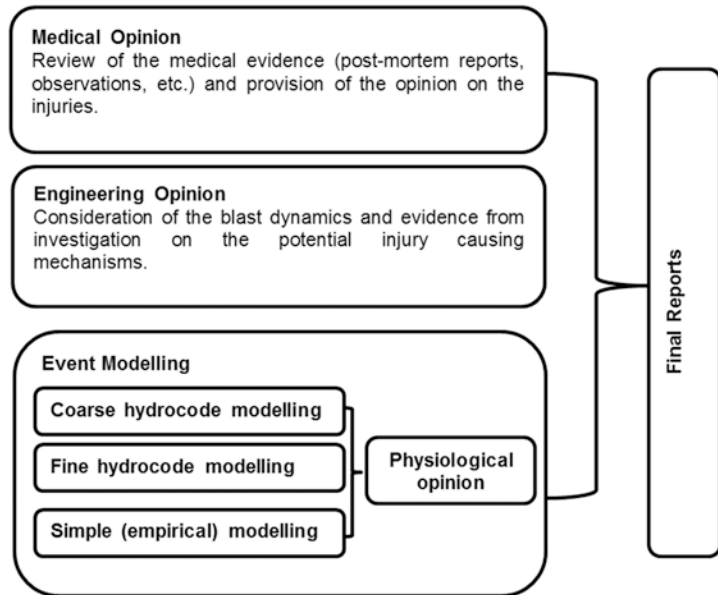 Medical Opinion
Review of the medical evidence (post-mortem reports,
observations, etc.) and provision of the opinion on the
injuries.
Engineering Opinion
Consideration of the blast dynamics and evidence from
investigation on the potential injury causing
mechanisms.
Event Modelling
Coarse hydrocode modelling
Fine hydrocode modelling
Simple (empirical) modelling
Physiological
opinion
Final Reports